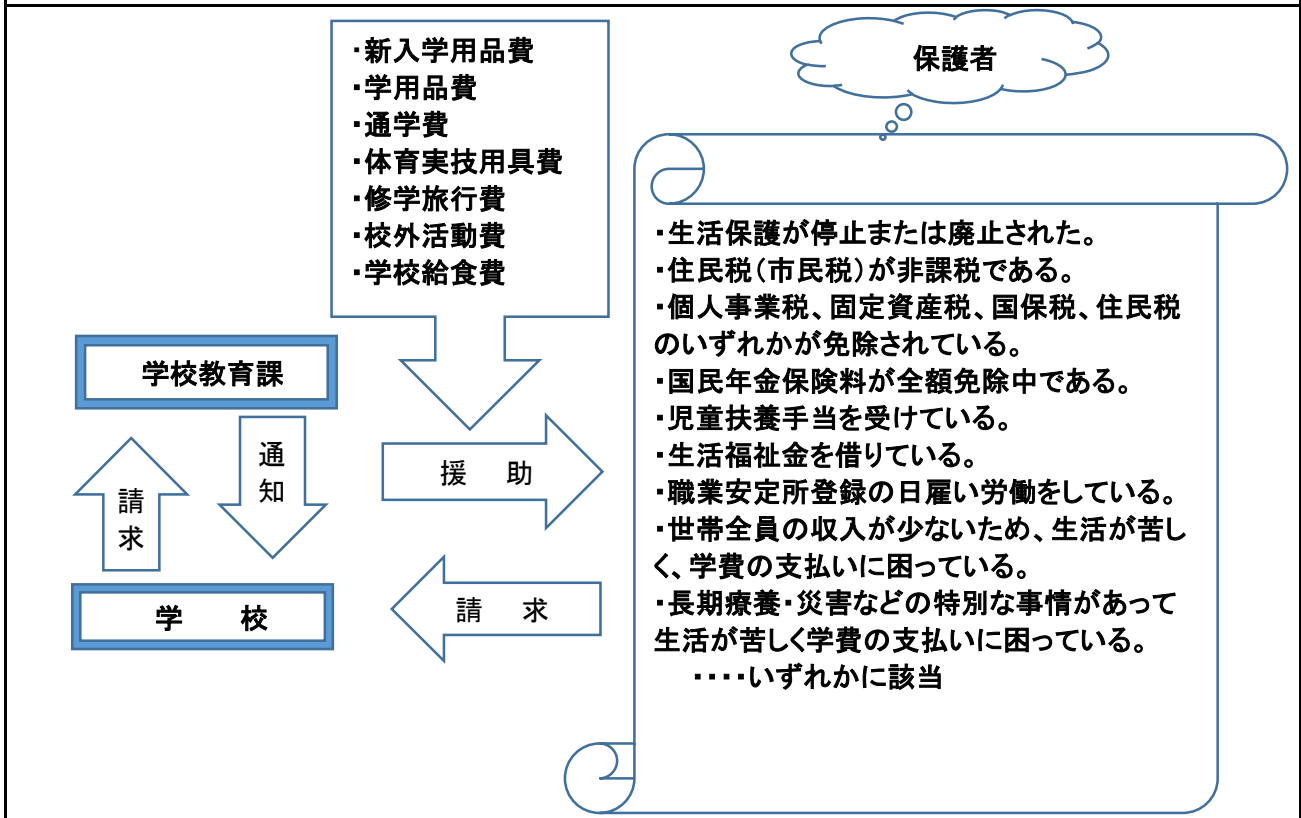 ・新入学用品費
・学用品費
・通学費
・体育実技用具費
・修学旅行費
・校外活動費
・学校給食費
保護者
・生活保護が停止または廃止された。
・住民税(市民税)が非課税である。
・個人事業税、固定資産税、国保税、住民税
のいずれかが免除されている。
・国民年金保険料が全額免除中である。
・児童扶養手当を受けている。
・生活福祉金を借りている。
・職業安定所登録の日雇い労働をしている。
・世帯全員の収入が少ないため、生活が苦し
く、学費の支払いに困っている。
・長期療養・災害などの特別な事情があって
生活が苦しく学費の支払いに困っている。
・・・・いずれかに該当
学校教育課
請求
通知
援 助
請 求
学 校